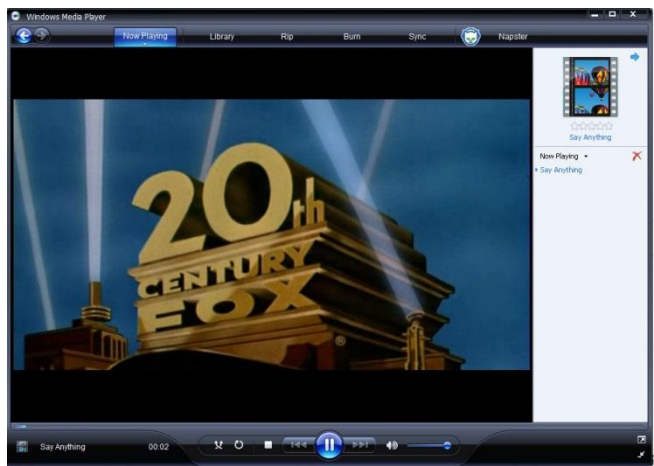 Windows Media Player
Now Playing Library Rip Burn Sync Napster
20th
CENTURY
FOX
®
Say Anything
Now Playing
Say Anything
Say Anything 00:02